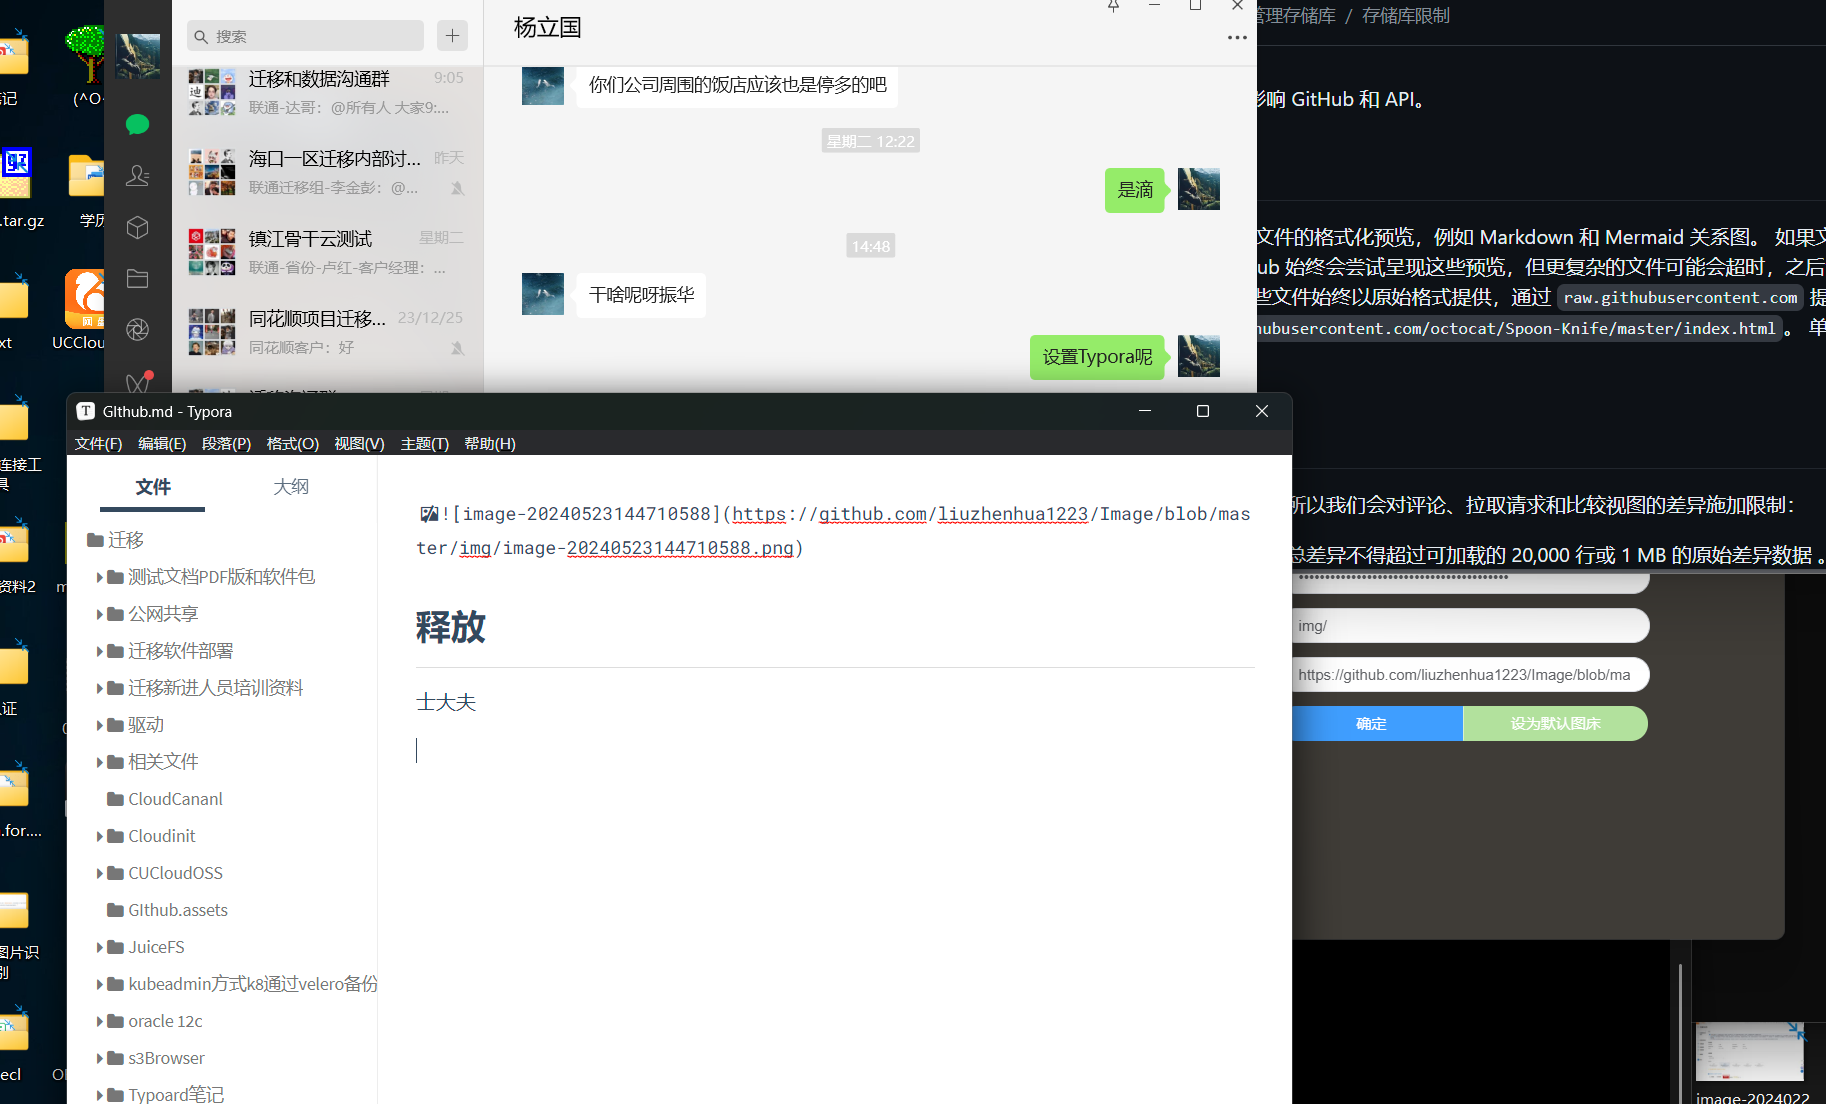 记
(^O
.tar.gz
学历
xt
UCClou
连接工
具
资料2
m
证
.for....
图片识
别
ecl
搜索
迁移和数据沟通群
9:05
联通-达哥：@所有人 大家9:...
海口一区迁移内部讨...
昨天
联通迁移组-李金彭：@...
镇江骨干云测试
星期二
联通-省份-卢红-客户经理：...
同花顺项目迁移...
23/12/25
同花顺客户：好
杨立国
你们公司周围的饭店应该也是停多的吧
星期二 12:22
是滴
14:48
干啥呢呀振华
设置Typora呢
管理存储库 / 存储库限制
影响 GitHub 和 API。
文件的格式化预览，例如 Markdown 和 Mermaid 关系图。 如果文
ub 始终会尝试呈现这些预览，但更复杂的文件可能会超时，之后
些文件始终以原始格式提供，通过 raw.githubusercontent.com 提
hubusercontent.com/octocat/Spoon-Knife/master/index.html 。 单
所以我们会对评论、拉取请求和比较视图的差异施加限制：
总差异不得超过可加载的 20,000 行或 1 MB 的原始差异数据 。
img/
https://github.com/liuzhenhua1223/Image/blob/ma
确定
设为默认图床
image-2024022
GIthub.md - Typora
文件(F) 编辑(E) 段落(P) 格式(O) 视图(V) 主题(T) 帮助(H)
文件
大纲
迁移
测试文档PDF版和软件包
公网共享
迁移软件部署
迁移新进人员培训资料
驱动
相关文件
CloudCananl
Cloudinit
CUCloudOSS
GIthub.assets
JuiceFS
kubeadmin方式k8通过velero备份
oracle 12c
s3Browser
Typoard笔记
![image-20240523144710588](https://github.com/liuzhenhua1223/Image/blob/mas
ter/img/image-20240523144710588.png)
释放
士大夫